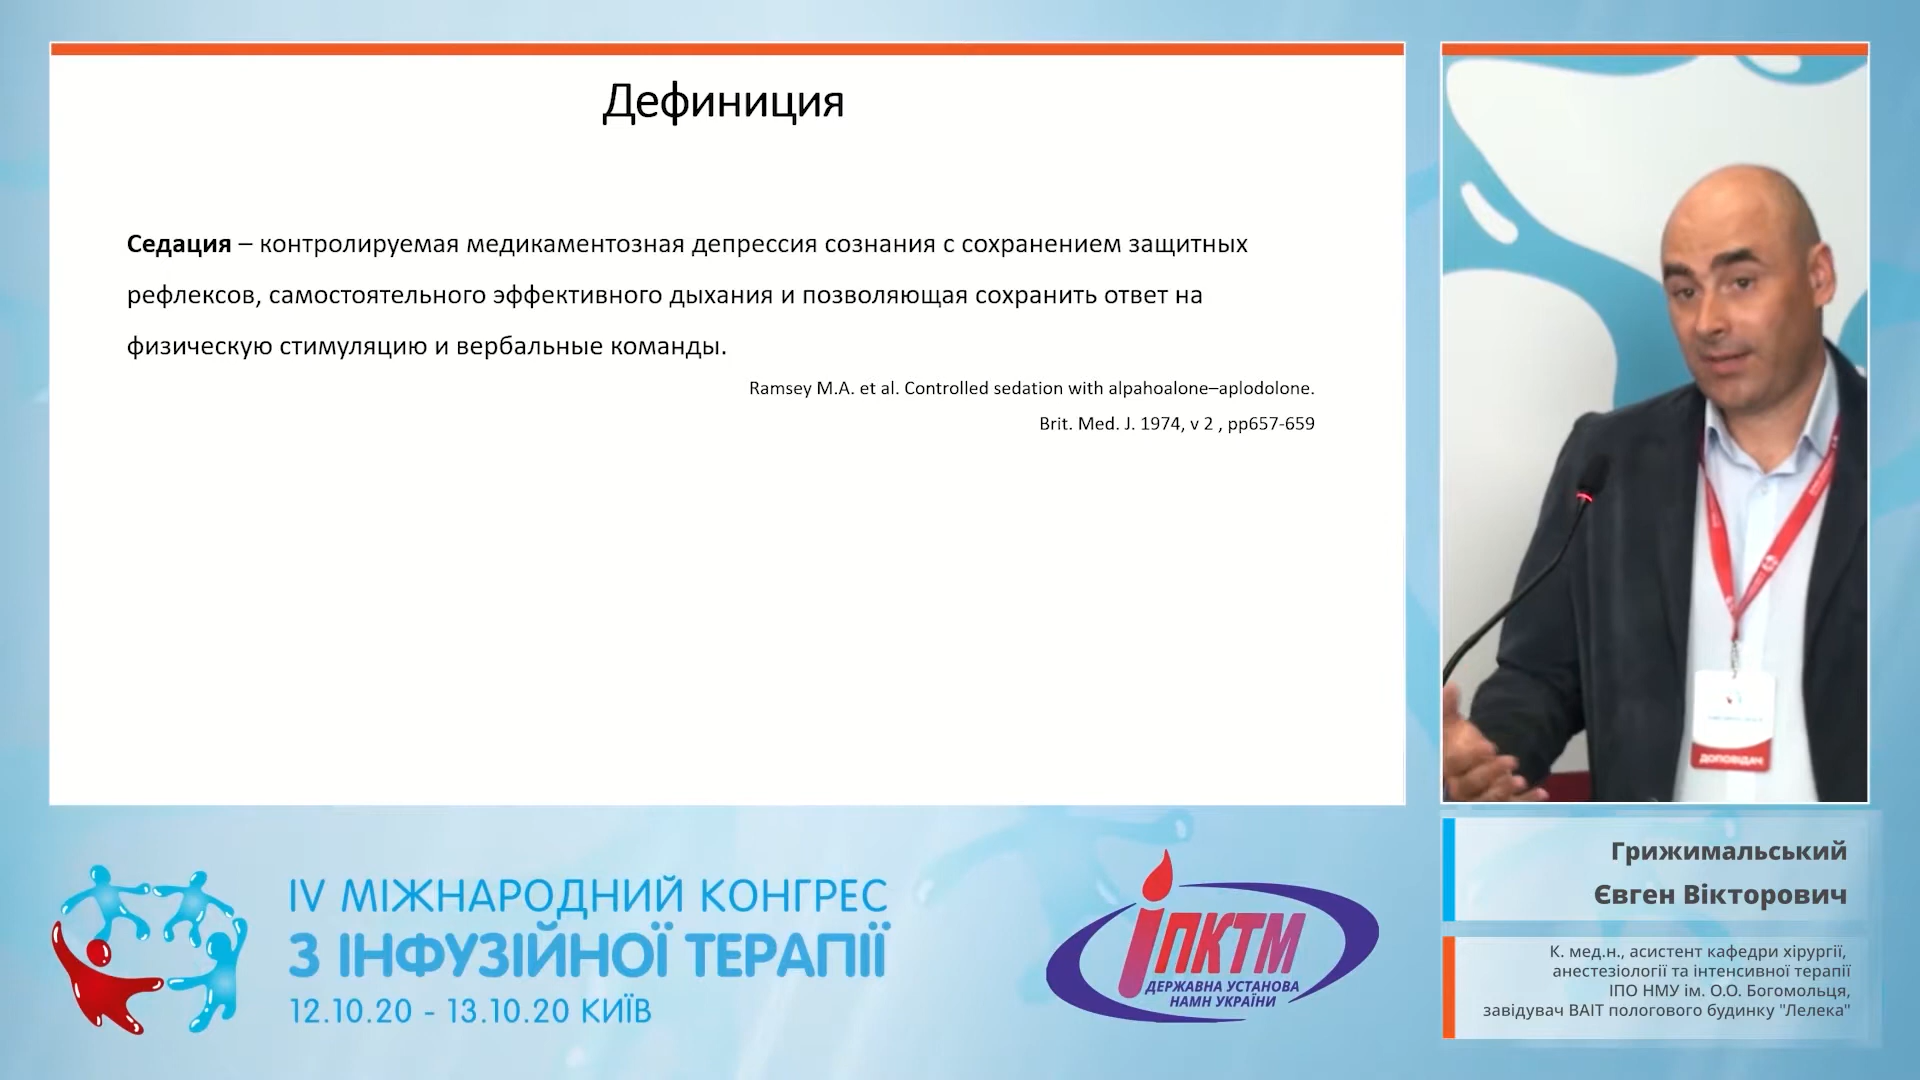 Дефиниция
Седация – контролируемая медикаментозная депрессия сознания с сохранением защитных
рефлексов, самостоятельного эффективного дыхания и позволяющая сохранить ответ на
физическую стимуляцию и вербальные команды.
Ramsey M.A. et al. Controlled sedation with alpahoalone–aplodolone.
Brit. Med. J. 1974, v 2 , pp657-659
ДОПОВІДАЧ
IV МІЖНАРОДНИЙ КОНГРЕС
З ІНФУЗІЙНОЇ ТЕРАПІЇ
12.10.20 - 13.10.20 КИЇВ
ІПКТМ
ДЕРЖАВНА УСТАНОВА
НАМН УКРАЇНИ
Грижимальський
Євген Вікторович
К. мед.н., асистент кафедри хірургії,
анестезіології та інтенсивної терапії
ІПО НМУ ім. О.О. Богомольця,
завідувач ВАІТ пологового будинку "Лелека"